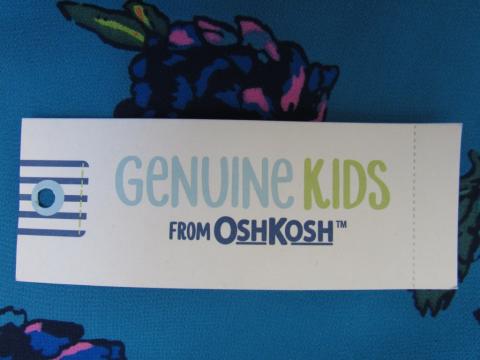 GENUINE KIDS
FROM OSHKOSH™